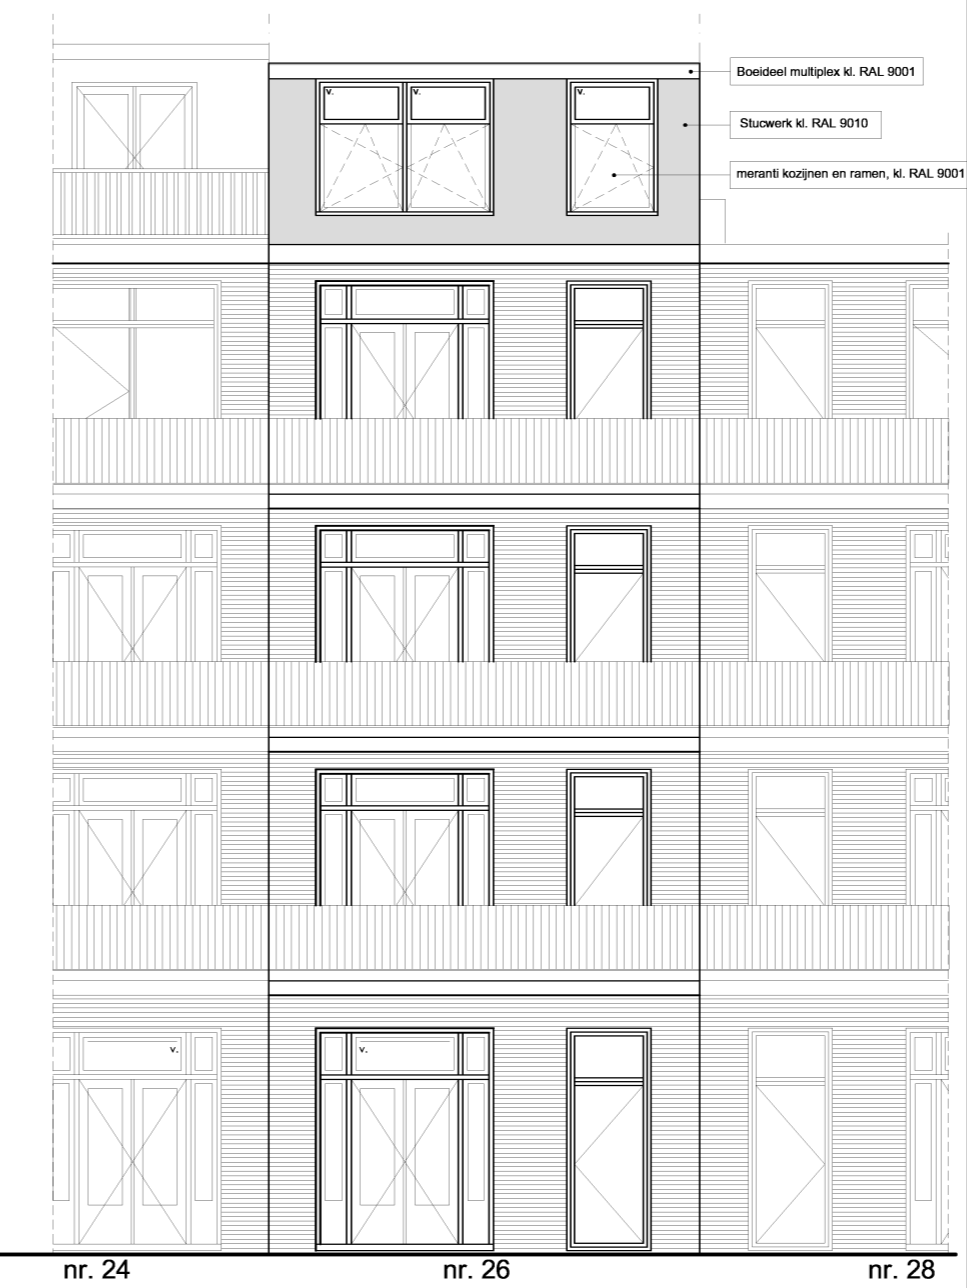 Boeideel multiplex kl. RAL 9001
v.
v.
v.
Stucwerk kl. RAL 9010
meranti kozijnen en ramen, kl. RAL 9001
v.
v.
nr. 24
nr. 26
nr. 28